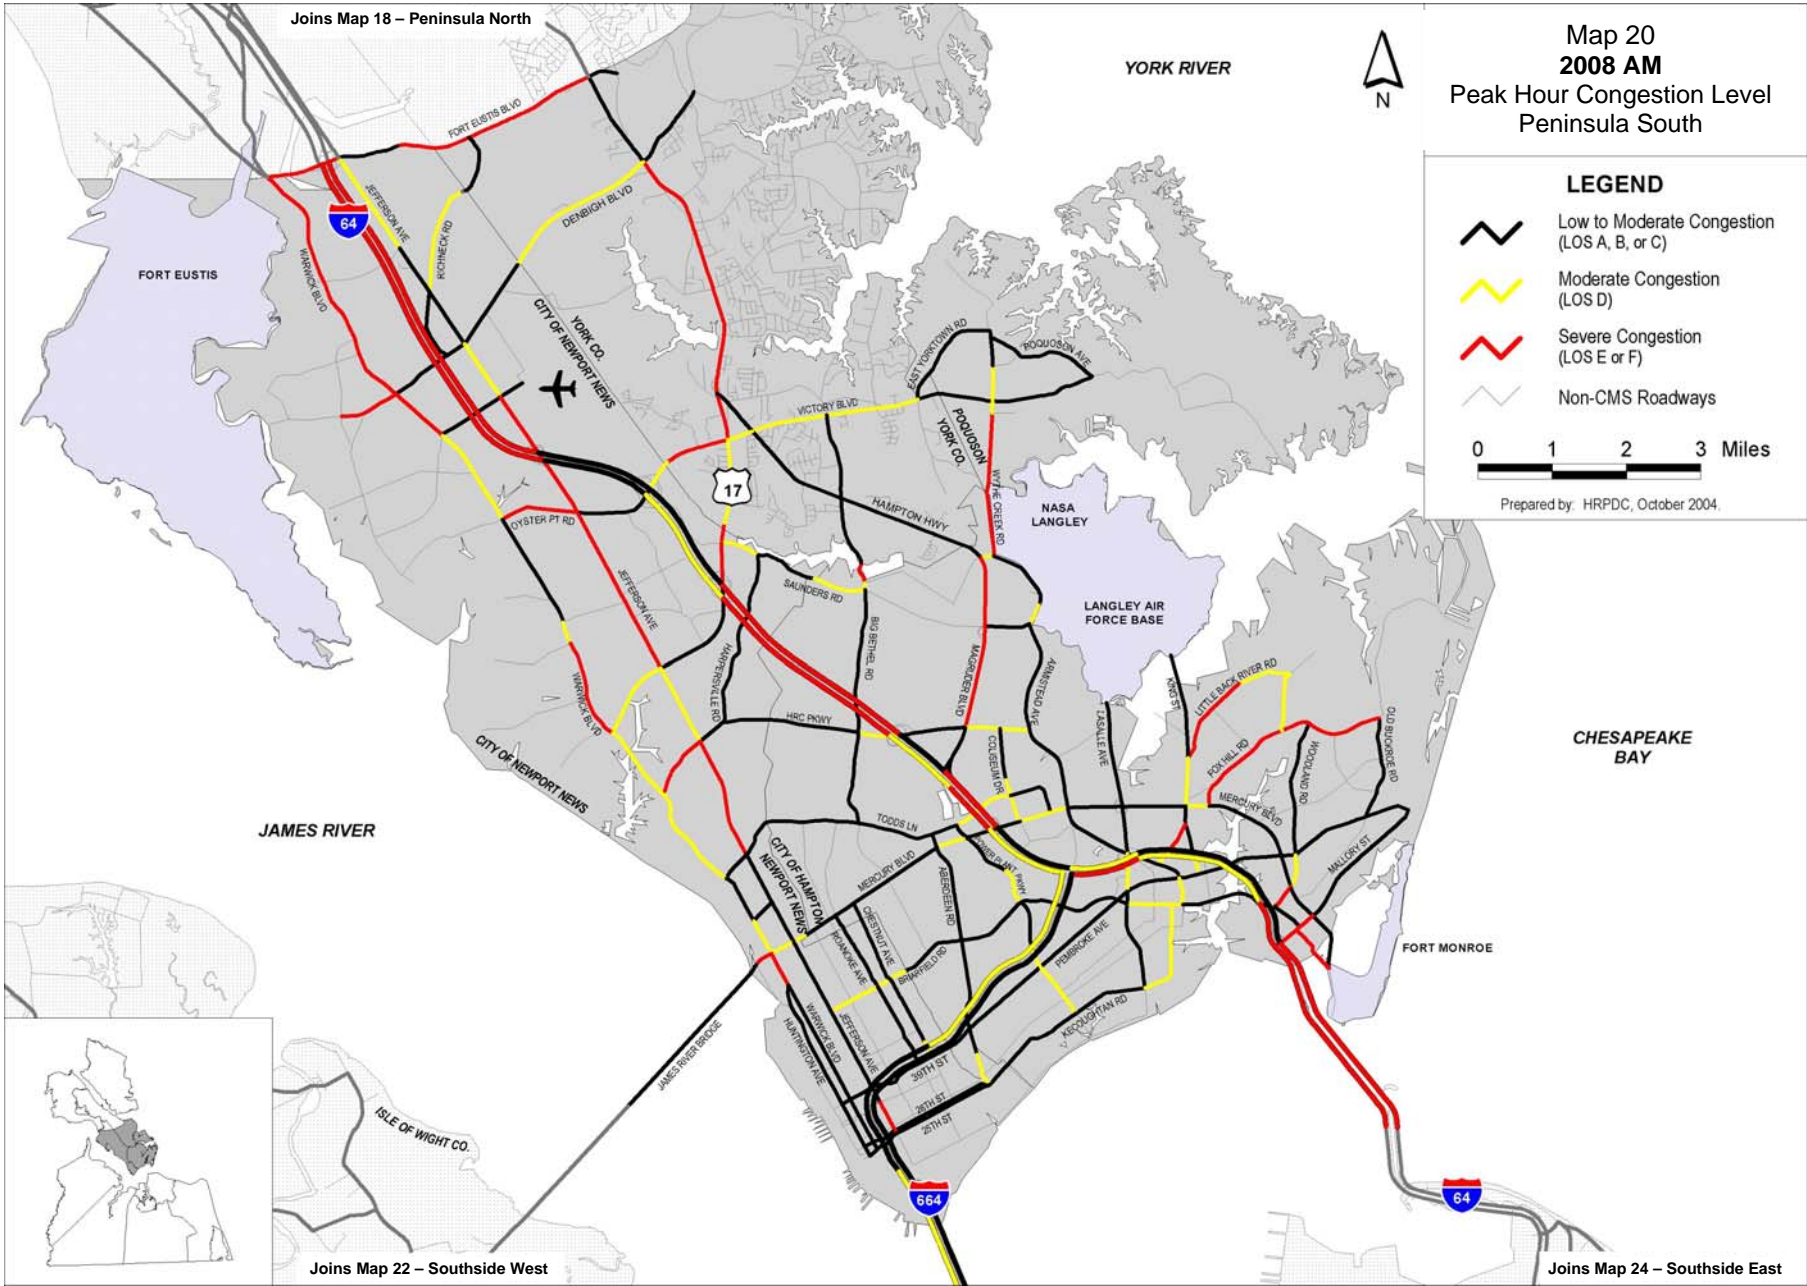 Joins Map 18 – Peninsula North
Map 20
2008 AM
Peak Hour Congestion Level
Peninsula South
LEGEND
Low to Moderate Congestion
(LOS A, B, or C)
Moderate Congestion
(LOS D)
Severe Congestion
(LOS E or F)
Non-CMS Roadways
0 1 2 3 Miles
Prepared by: HRPDC, October 2004.
N
YORK RIVER
FORT EUSTIS BLVD
JEFFERSON AVE
64
RICHNECK RD
DENBIGH BLVD
WARWICK BLVD
FORT EUSTIS
YORK CO.
CITY OF NEWPORT NEWS
EAST YORKTOWN RD
POQUOSON AVE
VICTORY BLVD
POQUOSON
YORK CO.
17
WYTHE CREEK RD
HAMPTON HWY
NASA
LANGLEY
OYSTER PT RD
JEFFERSON AVE
SAUNDERS RD
LANGLEY AIR
FORCE BASE
BIG BETHEL RD
HARPERSVILLE RD
MAGRUDER BLVD
ARMISTEAD AVE
KING ST
LITTLE BACK RIVER RD
WARWICK BLVD
HRC PKWY
COLISEUM DR
LASALLE AVE
FOX HILL RD
WOODLAND RD
OLD BUCKROE RD
CHESAPEAKE
BAY
CITY OF NEWPORT NEWS
MERCURY BLVD
JAMES RIVER
TODDS LN
CITY OF HAMPTON
NEWPORT NEWS
MERCURY BLVD
POWER PLANT PKWY
MALLORY ST
ABERDEEN RD
CHESTNUT AVE
ROANOKE AVE
BRIARFIELD RD
PEMBROKE AVE
FORT MONROE
KECOUGHTAN RD
WARWICK BLVD
JEFFERSON AVE
HUNTINGTON AVE
JAMES RIVER BRIDGE
39TH ST
26TH ST
25TH ST
ISLE OF WIGHT CO.
664
64
Joins Map 22 – Southside West
Joins Map 24 – Southside East